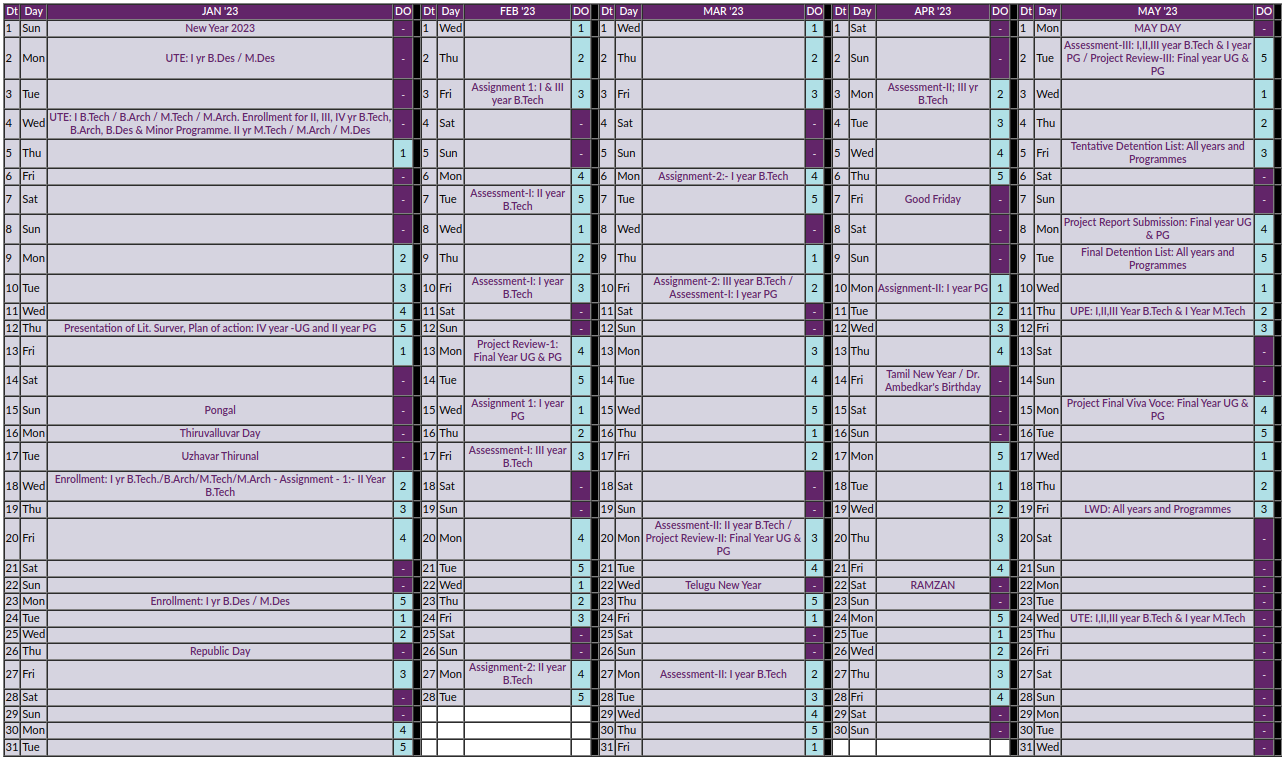 Dt Day JAN '23 DO Dt Day FEB '23 DO Dt Day MAR '23 DO Dt Day APR '23 DO Dt Day MAY '23 DO
1 Sun New Year 2023 - 1 Wed 1 1 Wed 1 1 Sat - 1 Mon MAY DAY -
2 Mon UTE: I yr B.Des / M.Des - 2 Thu 2 2 Thu 2 2 Sun - 2 Tue Assessment-III: I,II,III year B.Tech & I year PG / Project Review-III: Final year UG & PG 5
3 Tue - 3 Fri Assignment 1: I & III year B.Tech 3 3 Fri 3 3 Mon Assessment-II; III yr B.Tech 2 3 Wed 1
4 Wed UTE: I B.Tech / B.Arch / M.Tech / M.Arch. Enrollment for II, III, IV yr B.Tech, B.Arch, B.Des & Minor Programme. II yr M.Tech / M.Arch / M.Des - 4 Sat - 4 Sat - 4 Tue 3 4 Thu 2
5 Thu 1 5 Sun - 5 Sun - 5 Wed 4 5 Fri Tentative Detention List: All years and Programmes 3
6 Fri - 6 Mon 4 6 Mon Assignment-2:- I year B.Tech 4 6 Thu 5 6 Sat -
7 Sat - 7 Tue Assessment-I: II year B.Tech 5 7 Tue 5 7 Fri Good Friday - 7 Sun -
8 Sun - 8 Wed 1 8 Wed - 8 Sat - 8 Mon Project Report Submission: Final year UG & PG 4
9 Mon 2 9 Thu 2 9 Thu 1 9 Sun - 9 Tue Final Detention List: All years and Programmes 5
10 Tue 3 10 Fri Assessment-I: I year B.Tech 3 10 Fri Assignment-2: III year B.Tech / Assessment-I: I year PG 2 10 Mon Assignment-II: I year PG 1 10 Wed 1
11 Wed 4 11 Sat - 11 Sat - 11 Tue 2 11 Thu UPE: I,II,III Year B.Tech & I Year M.Tech 2
12 Thu Presentation of Lit. Surver, Plan of action: IV year -UG and II year PG 5 12 Sun - 12 Sun - 12 Wed 3 12 Fri 3
13 Fri 1 13 Mon Project Review-1: Final Year UG & PG 4 13 Mon 3 13 Thu 4 13 Sat -
14 Sat - 14 Tue 5 14 Tue 4 14 Fri Tamil New Year / Dr. Ambedkar's Birthday - 14 Sun -
15 Sun Pongal - 15 Wed Assignment 1: I year PG 1 15 Wed 5 15 Sat - 15 Mon Project Final Viva Voce: Final Year UG & PG 4
16 Mon Thiruvalluvar Day - 16 Thu 2 16 Thu 1 16 Sun - 16 Tue 5
17 Tue Uzhavar Thirunal - 17 Fri Assessment-I: III year B.Tech 3 17 Fri 2 17 Mon 5 17 Wed 1
18 Wed Enrollment: I yr B.Tech./B.Arch/M.Tech/M.Arch - Assignment - 1:- II Year B.Tech 2 18 Sat - 18 Sat - 18 Tue 1 18 Thu 2
19 Thu 3 19 Sun - 19 Sun - 19 Wed 2 19 Fri LWD: All years and Programmes 3
20 Fri 4 20 Mon 4 20 Mon Assessment-II: II year B.Tech / Project Review-II: Final Year UG & PG 3 20 Thu 3 20 Sat -
21 Sat - 21 Tue 5 21 Tue 4 21 Fri 4 21 Sun -
22 Sun - 22 Wed 1 22 Wed Telugu New Year - 22 Sat RAMZAN - 22 Mon -
23 Mon Enrollment: I yr B.Des / M.Des 5 23 Thu 2 23 Thu 5 23 Sun - 23 Tue -
24 Tue 1 24 Fri 3 24 Fri 1 24 Mon 5 24 Wed UTE: I,II,III year B.Tech & I year M.Tech -
25 Wed 2 25 Sat - 25 Sat - 25 Tue 1 25 Thu -
26 Thu Republic Day - 26 Sun - 26 Sun - 26 Wed 2 26 Fri -
27 Fri 3 27 Mon Assignment-2: II year B.Tech 4 27 Mon Assessment-II: I year B.Tech 2 27 Thu 3 27 Sat -
28 Sat - 28 Tue 5 28 Tue 3 28 Fri 4 28 Sun -
29 Sun - 29 Wed 4 29 Sat - 29 Mon -
30 Mon 4 30 Thu 5 30 Sun - 30 Tue -
31 Tue 5 31 Fri 1 31 Wed -